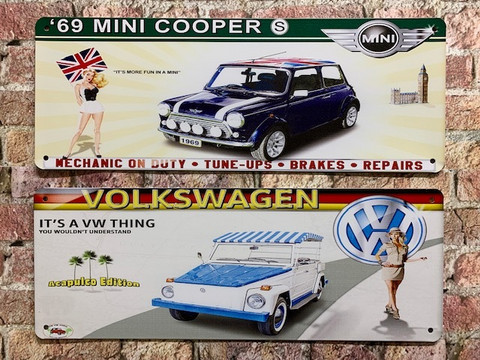 '69 MINI COOPER S
MINI
"IT'S MORE FUN IN A MINI"
1969
MECHANIC ON DUTY • TUNE-UPS • BRAKES • REPAIRS
VOLKSWAGEN
IT'S A VW THING
YOU WOULDN'T UNDERSTAND
Acapulco Edition